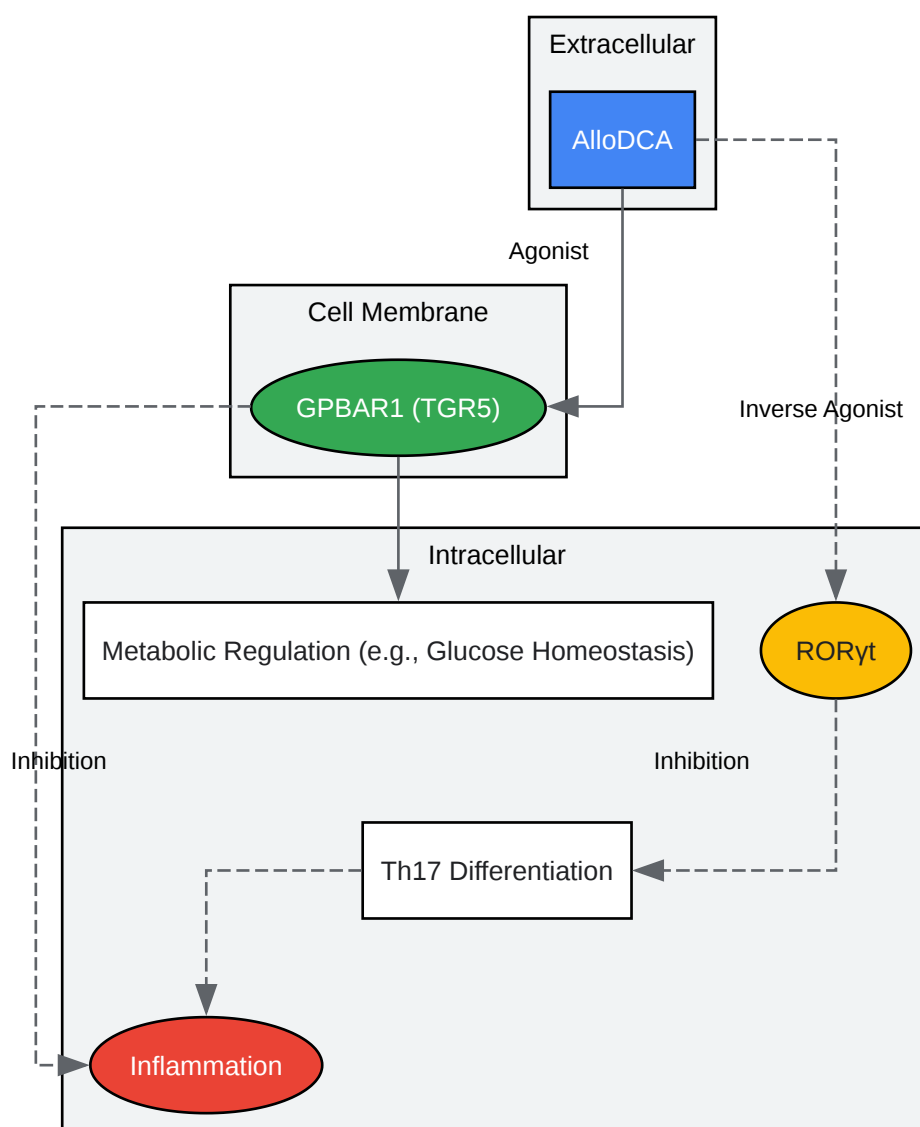 Extracellular
AlloDCA
Agonist
Cell Membrane
GPBAR1 (TGR5)
Inverse Agonist
Intracellular
Metabolic Regulation (e.g., Glucose Homeostasis)
RORγt
Inhibition
Inhibition
Th17 Differentiation
Inflammation